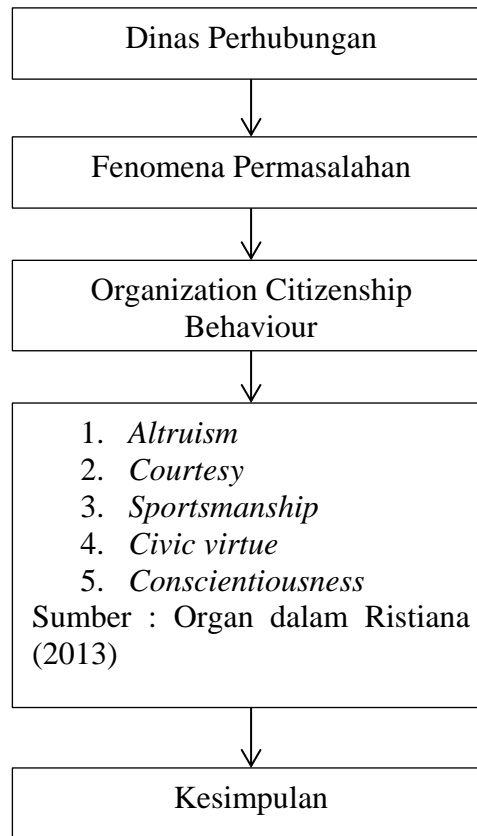 Dinas Perhubungan
Fenomena Permasalahan
Organization Citizenship
Behaviour
1. Altruism
2. Courtesy
3. Sportsmanship
4. Civic virtue
5. Conscientiousness
Sumber : Organ dalam Ristiana
(2013)
Kesimpulan